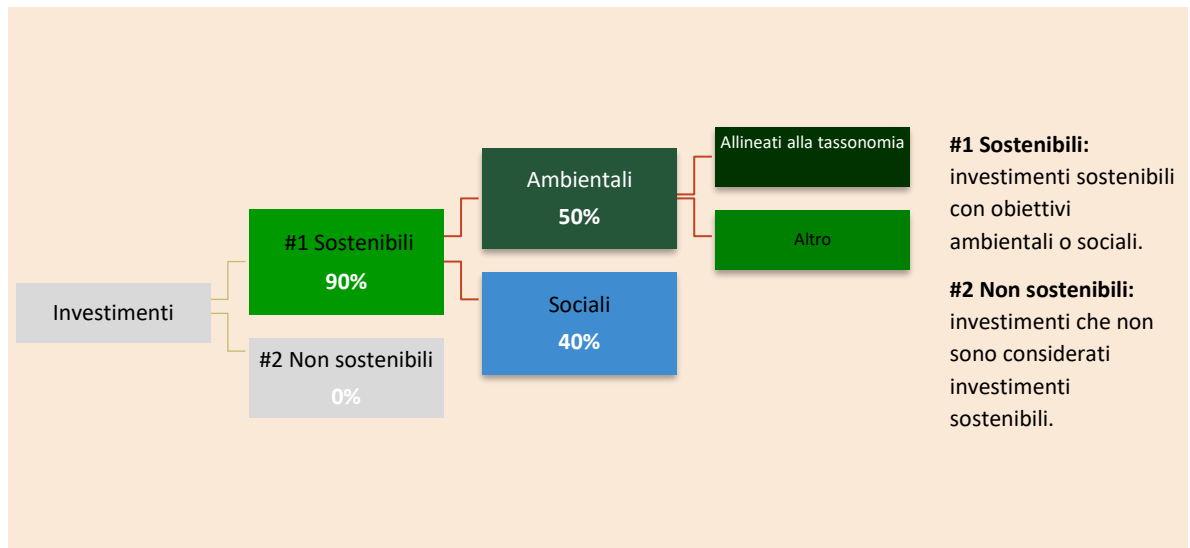 Investimenti
#1 Sostenibili
90%
#2 Non sostenibili
0%
Ambientali
50%
Sociali
40%
Allineati alla tassonomia
Altro
#1 Sostenibili:
investimenti sostenibili
con obiettivi
ambientali o sociali.
#2 Non sostenibili:
investimenti che non
sono considerati
investimenti
sostenibili.